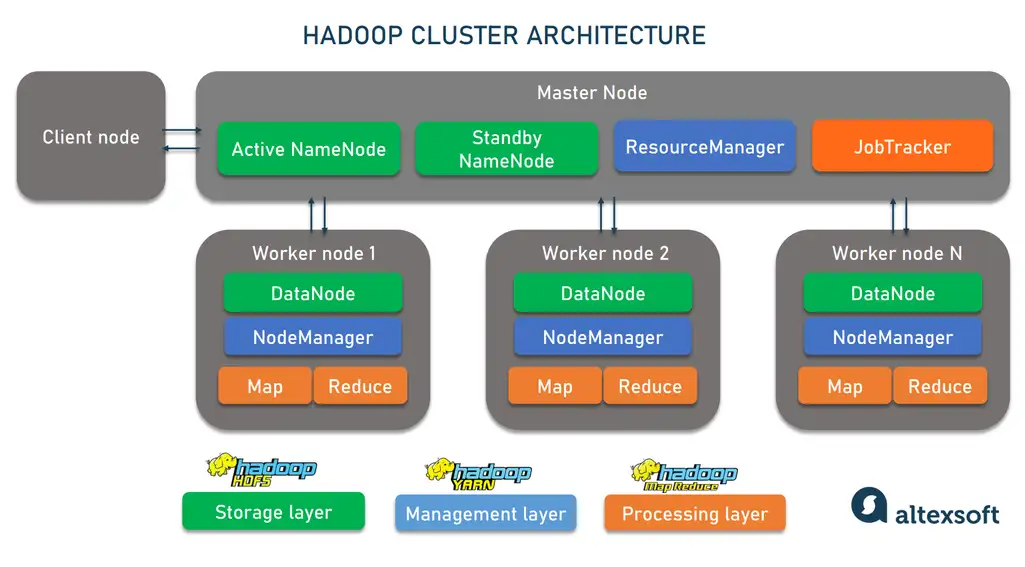 HADOOP CLUSTER ARCHITECTURE
Client node
Master Node
Active NameNode
Standby
NameNode
ResourceManager
JobTracker
Worker node 1
DataNode
NodeManager
Map
Reduce
Worker node 2
DataNode
NodeManager
Map
Reduce
Worker node N
DataNode
NodeManager
Map
Reduce
hadoop
HDFS
Storage layer
hadoop
YARN
Management layer
hadoop
Map Reduce
Processing layer
altexsoft